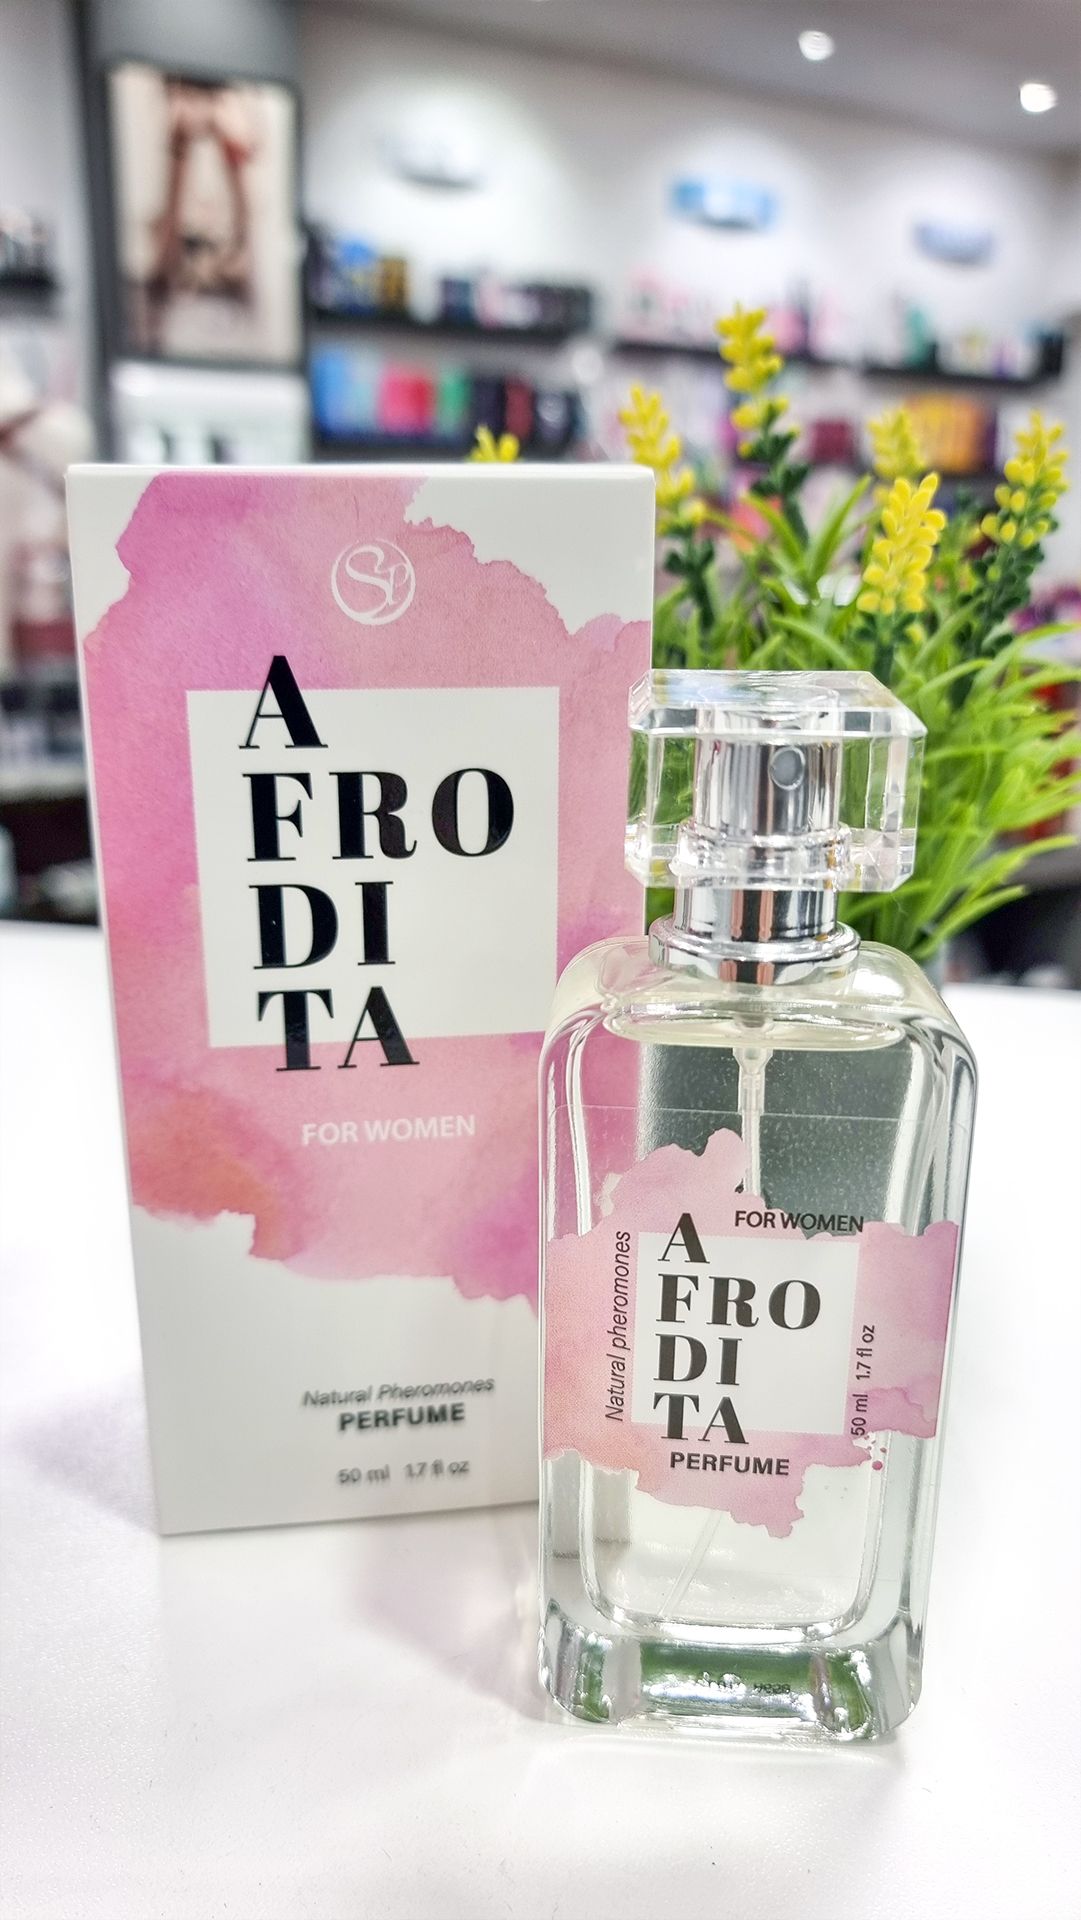 SP
A
FRO
DI
TA
FOR WOMEN
Natural Pheromones
PERFUME
50 ml 1.7 fl oz
FOR WOMEN
Natural pheromones
A
FRO
DI
TA
50 ml 1.7 fl oz
PERFUME